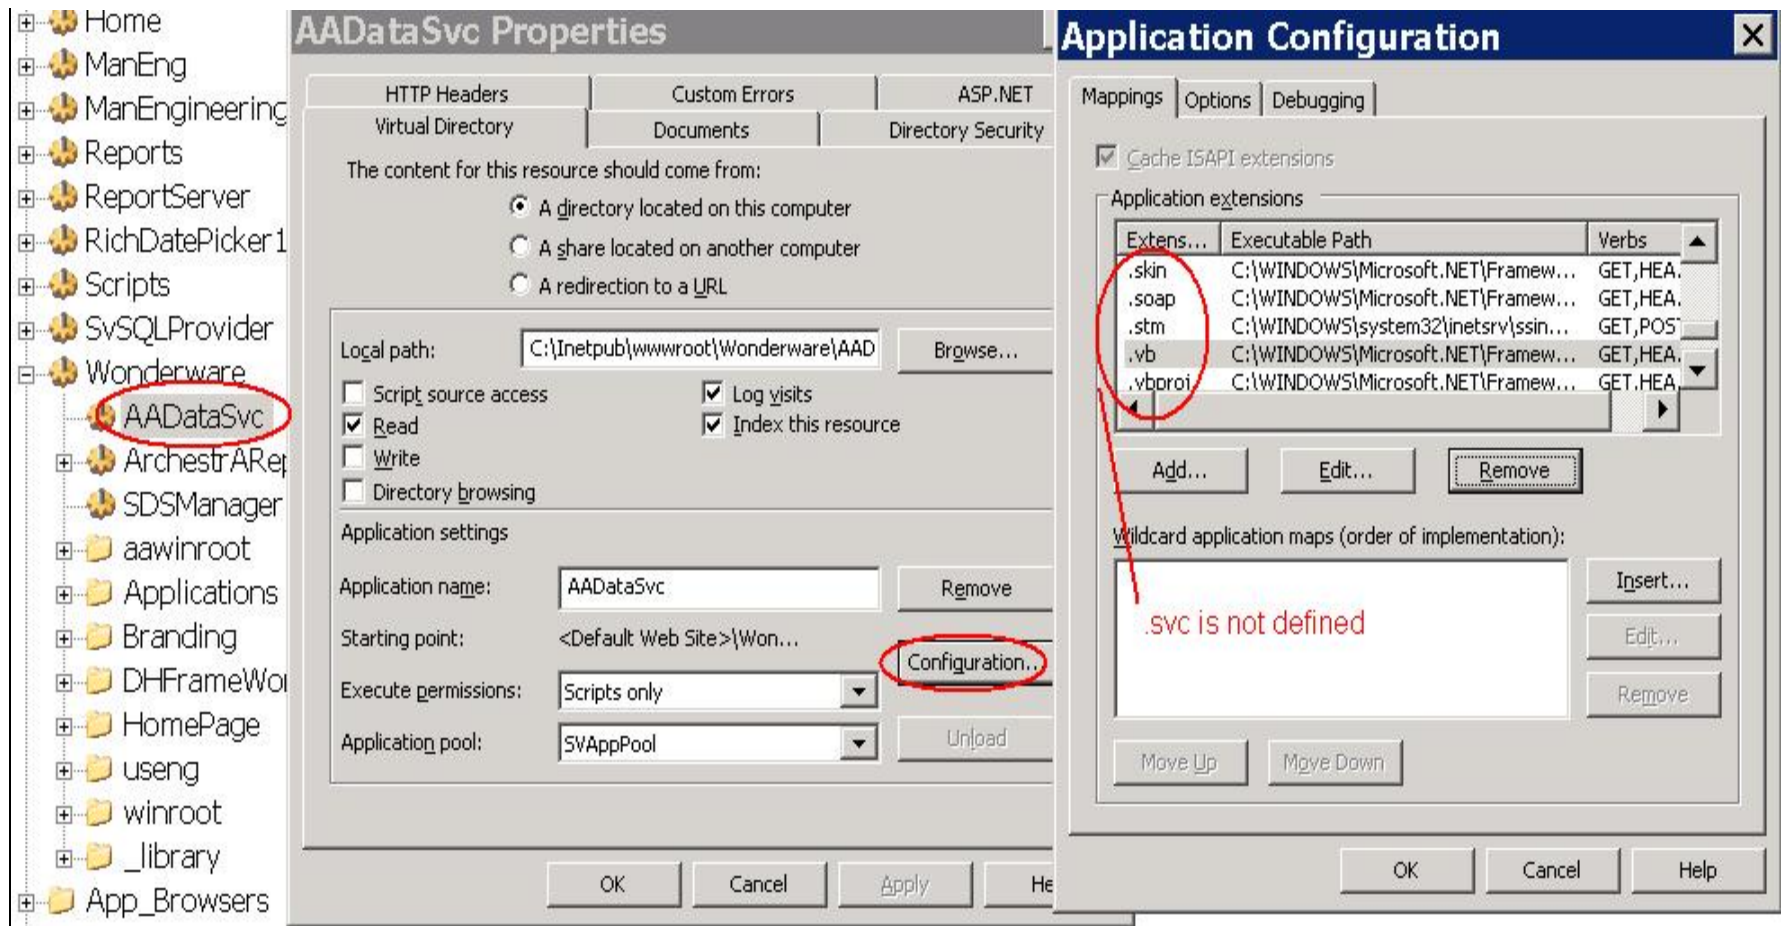 Home
ManEng
ManEngineering
Reports
ReportServer
RichDatePicker1
Scripts
SvSQLProvider
Wonderware
AADataSvc
ArchestrARep
SDSManager
aawinroot
Applications
Branding
DHFrameWor
HomePage
useng
winroot
_library
App_Browsers
AADataSvc Properties
HTTP Headers Custom Errors ASP.NET
Virtual Directory Documents Directory Security
The content for this resource should come from:
A directory located on this computer
A share located on another computer
A redirection to a URL
Local path: C:\Inetpub\wwwroot\Wonderware\AAD Browse...
Script source access Log visits
Read Index this resource
Write
Directory browsing
Application settings
Application name: AADataSvc Remove
Starting point: <Default Web Site>\Won...
Configuration...
Execute permissions: Scripts only
Application pool: SVAppPool Unload
OK Cancel Apply He
Application Configuration
Mappings Options Debugging
Cache ISAPI extensions
Application extensions
Extens... Executable Path Verbs
.skin C:\WINDOWS\Microsoft.NET\Framew... GET,HEA.
.soap C:\WINDOWS\Microsoft.NET\Framew... GET,HEA.
.stm C:\WINDOWS\system32\inetsrv\ssin... GET,POS
.vb C:\WINDOWS\Microsoft.NET\Framew... GET,HEA.
.vbproj C:\WINDOWS\Microsoft.NET\Framew... GET,HEA.
Add... Edit... Remove
Wildcard application maps (order of implementation):
Insert...
.svc is not defined
Edit...
Remove
Move Up Move Down
OK Cancel Help